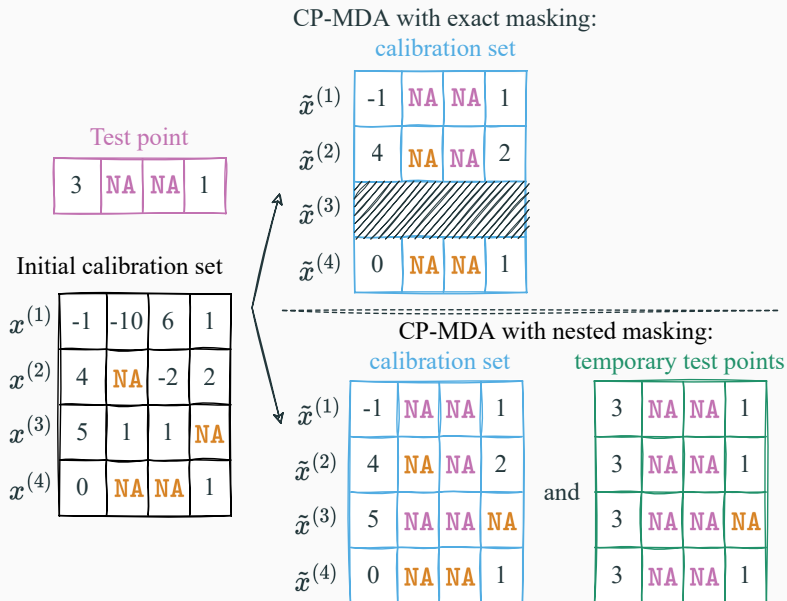 CP-MDA with exact masking:
calibration set
x̃⁽¹⁾ -1 NA NA 1
x̃⁽²⁾ 4 NA NA 2
x̃⁽³⁾
x̃⁽⁴⁾ 0 NA NA 1
Test point
3 NA NA 1
Initial calibration set
x⁽¹⁾ -1 -10 6 1
x⁽²⁾ 4 NA -2 2
x⁽³⁾ 5 1 1 NA
x⁽⁴⁾ 0 NA NA 1
CP-MDA with nested masking:
calibration set
x̃⁽¹⁾ -1 NA NA 1
x̃⁽²⁾ 4 NA NA 2
x̃⁽³⁾ 5 NA NA NA
x̃⁽⁴⁾ 0 NA NA 1
and
temporary test points
3 NA NA 1
3 NA NA 1
3 NA NA NA
3 NA NA 1